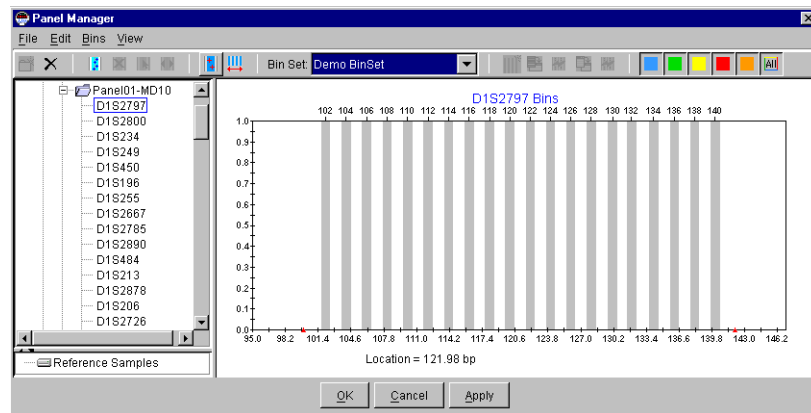 Panel Manager
File Edit Bins View
Bin Set: Demo BinSet
All
Panel01-MD10
D1S2797
D1S2800
D1S234
D1S249
D1S450
D1S196
D1S255
D1S2667
D1S2785
D1S2890
D1S484
D1S213
D1S2878
D1S206
D1S2726
Reference Samples
D1S2797 Bins
102 104 106 108 110 112 114 116 118 120 122 124 126 128 130 132 134 136 138 140
1.0
0.9
0.8
0.7
0.6
0.5
0.4
0.3
0.2
0.1
0.0
95.0 98.2 101.4 104.6 107.8 111.0 114.2 117.4 120.6 123.8 127.0 130.2 133.4 136.6 139.8 143.0 146.2
Location = 121.98 bp
OK Cancel Apply